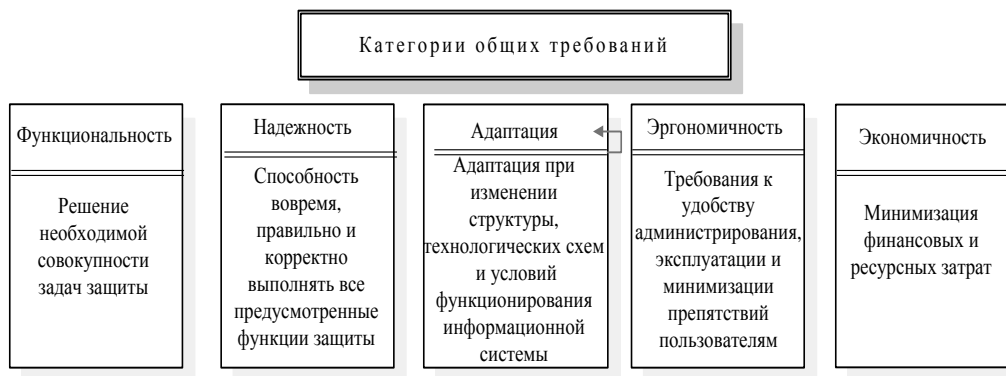 Категории общих требований
Функциональность
Решение
необходимой
совокупности
задач защиты
Надежность
Способность
вовремя,
правильно и
корректно
выполнять все
предусмотренные
функции защиты
Адаптация
Адаптация при
изменении
структуры,
технологических схем
и условий
функционирования
информационной
системы
Эргономичность
Требования к
удобству
администрирования,
эксплуатации и
минимизации
препятствий
пользователям
Экономичность
Минимизация
финансовых и
ресурсных затрат